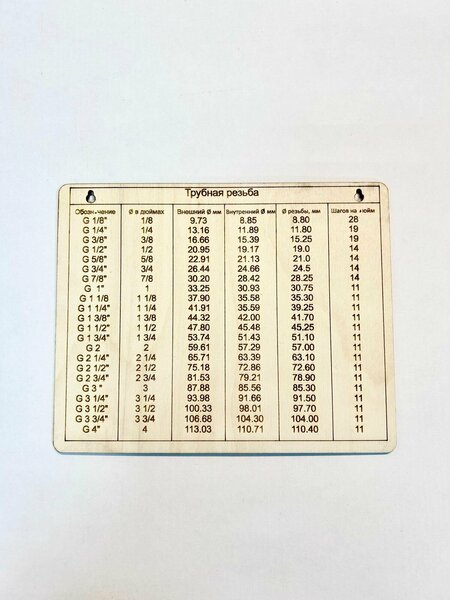 Трубная резьба
Обозначение Ø в дюймах Внешний Ø мм Внутренний Ø мм Ø резьбы, мм Шагов на дюйм
G 1/8" 1/8 9.73 8.85 8.80 28
G 1/4" 1/4 13.16 11.89 11.80 19
G 3/8" 3/8 16.66 15.39 15.25 19
G 1/2" 1/2 20.95 19.17 19.0 14
G 5/8" 5/8 22.91 21.13 21.0 14
G 3/4" 3/4 26.44 24.66 24.5 14
G 7/8" 7/8 30.20 28.42 28.25 14
G 1" 1 33.25 30.93 30.75 11
G 1 1/8 1 1/8 37.90 35.58 35.30 11
G 1 1/4" 1 1/4 41.91 35.59 39.25 11
G 1 3/8" 1 3/8 44.32 42.00 41.70 11
G 1 1/2" 1 1/2 47.80 45.48 45.25 11
G 1 3/4" 1 3/4 53.74 51.43 51.10 11
G 2 2 59.61 57.29 57.00 11
G 2 1/4" 2 1/4 65.71 63.39 63.10 11
G 2 1/2" 2 1/2 75.18 72.86 72.60 11
G 2 3/4" 2 3/4 81.53 79.21 78.90 11
G 3 " 3 87.88 85.56 85.30 11
G 3 1/4" 3 1/4 93.98 91.66 91.50 11
G 3 1/2" 3 1/2 100.33 98.01 97.70 11
G 3 3/4" 3 3/4 106.68 104.30 104.00 11
G 4" 4 113.03 110.71 110.40 11